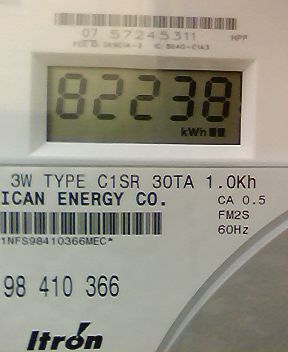 07 57245311 HPP
82238
kWh
3W TYPE C1SR 30TA 1.0Kh
ICAN ENERGY CO. CA 0.5
FM2S
1NFS98410366MEC* 60Hz
98 410 366
Itron